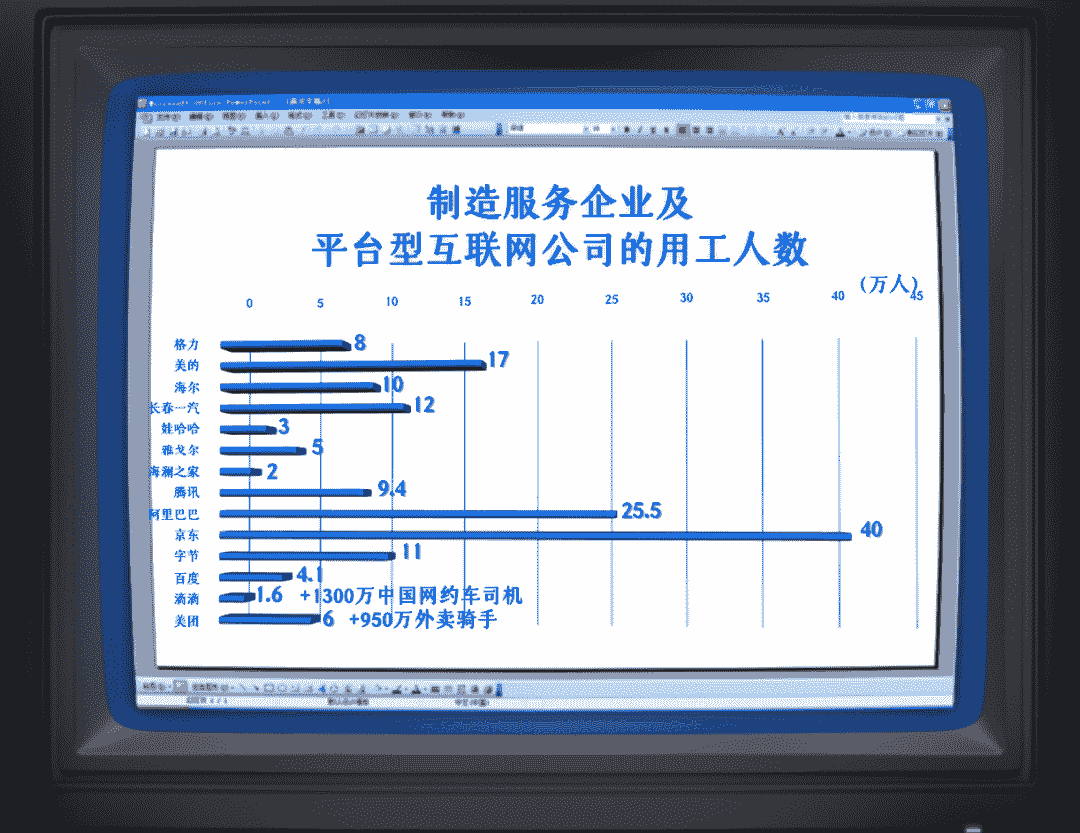 制造服务企业及
平台型互联网公司的用工人数
(万人)
0 5 10 15 20 25 30 35 40 45
格力 8
美的 17
海尔 10
长春一汽 12
娃哈哈 3
雅戈尔 5
海澜之家 2
腾讯 9.4
阿里巴巴 25.5
京东 40
字节 11
百度 4.1
滴滴 1.6 +1300万中国网约车司机
美团 6 +950万外卖骑手